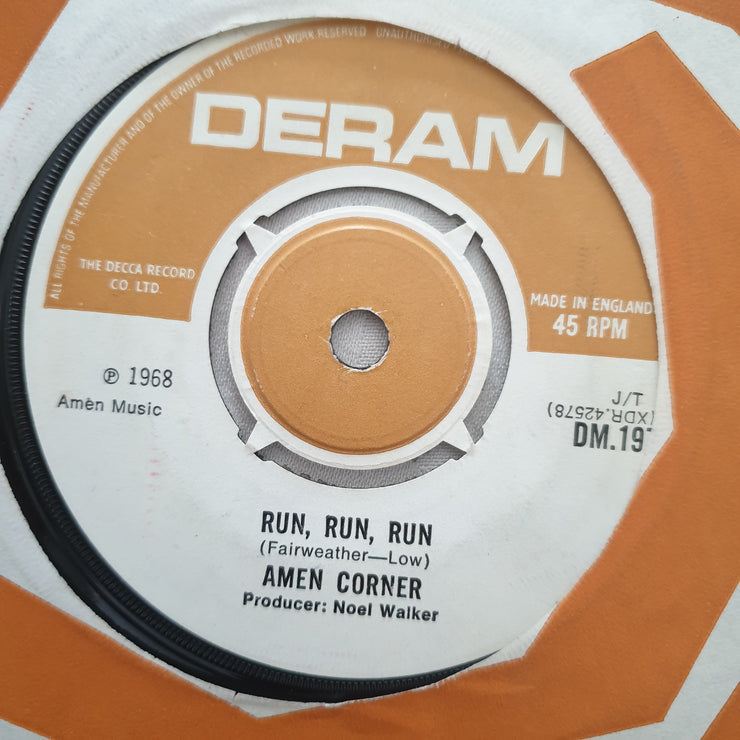 ALL RIGHTS OF THE MANUFACTURER AND OF THE OWNER OF THE RECORDED WORK RESERVED UNAUTHORISED
DERAM
THE DECCA RECORD
CO. LTD.
MADE IN ENGLAND
45 RPM
℗ 1968
Amen Music
1/J
(XDR.42578)
DM.197
RUN, RUN, RUN
(Fairweather—Low)
AMEN CORNER
Producer: Noel Walker